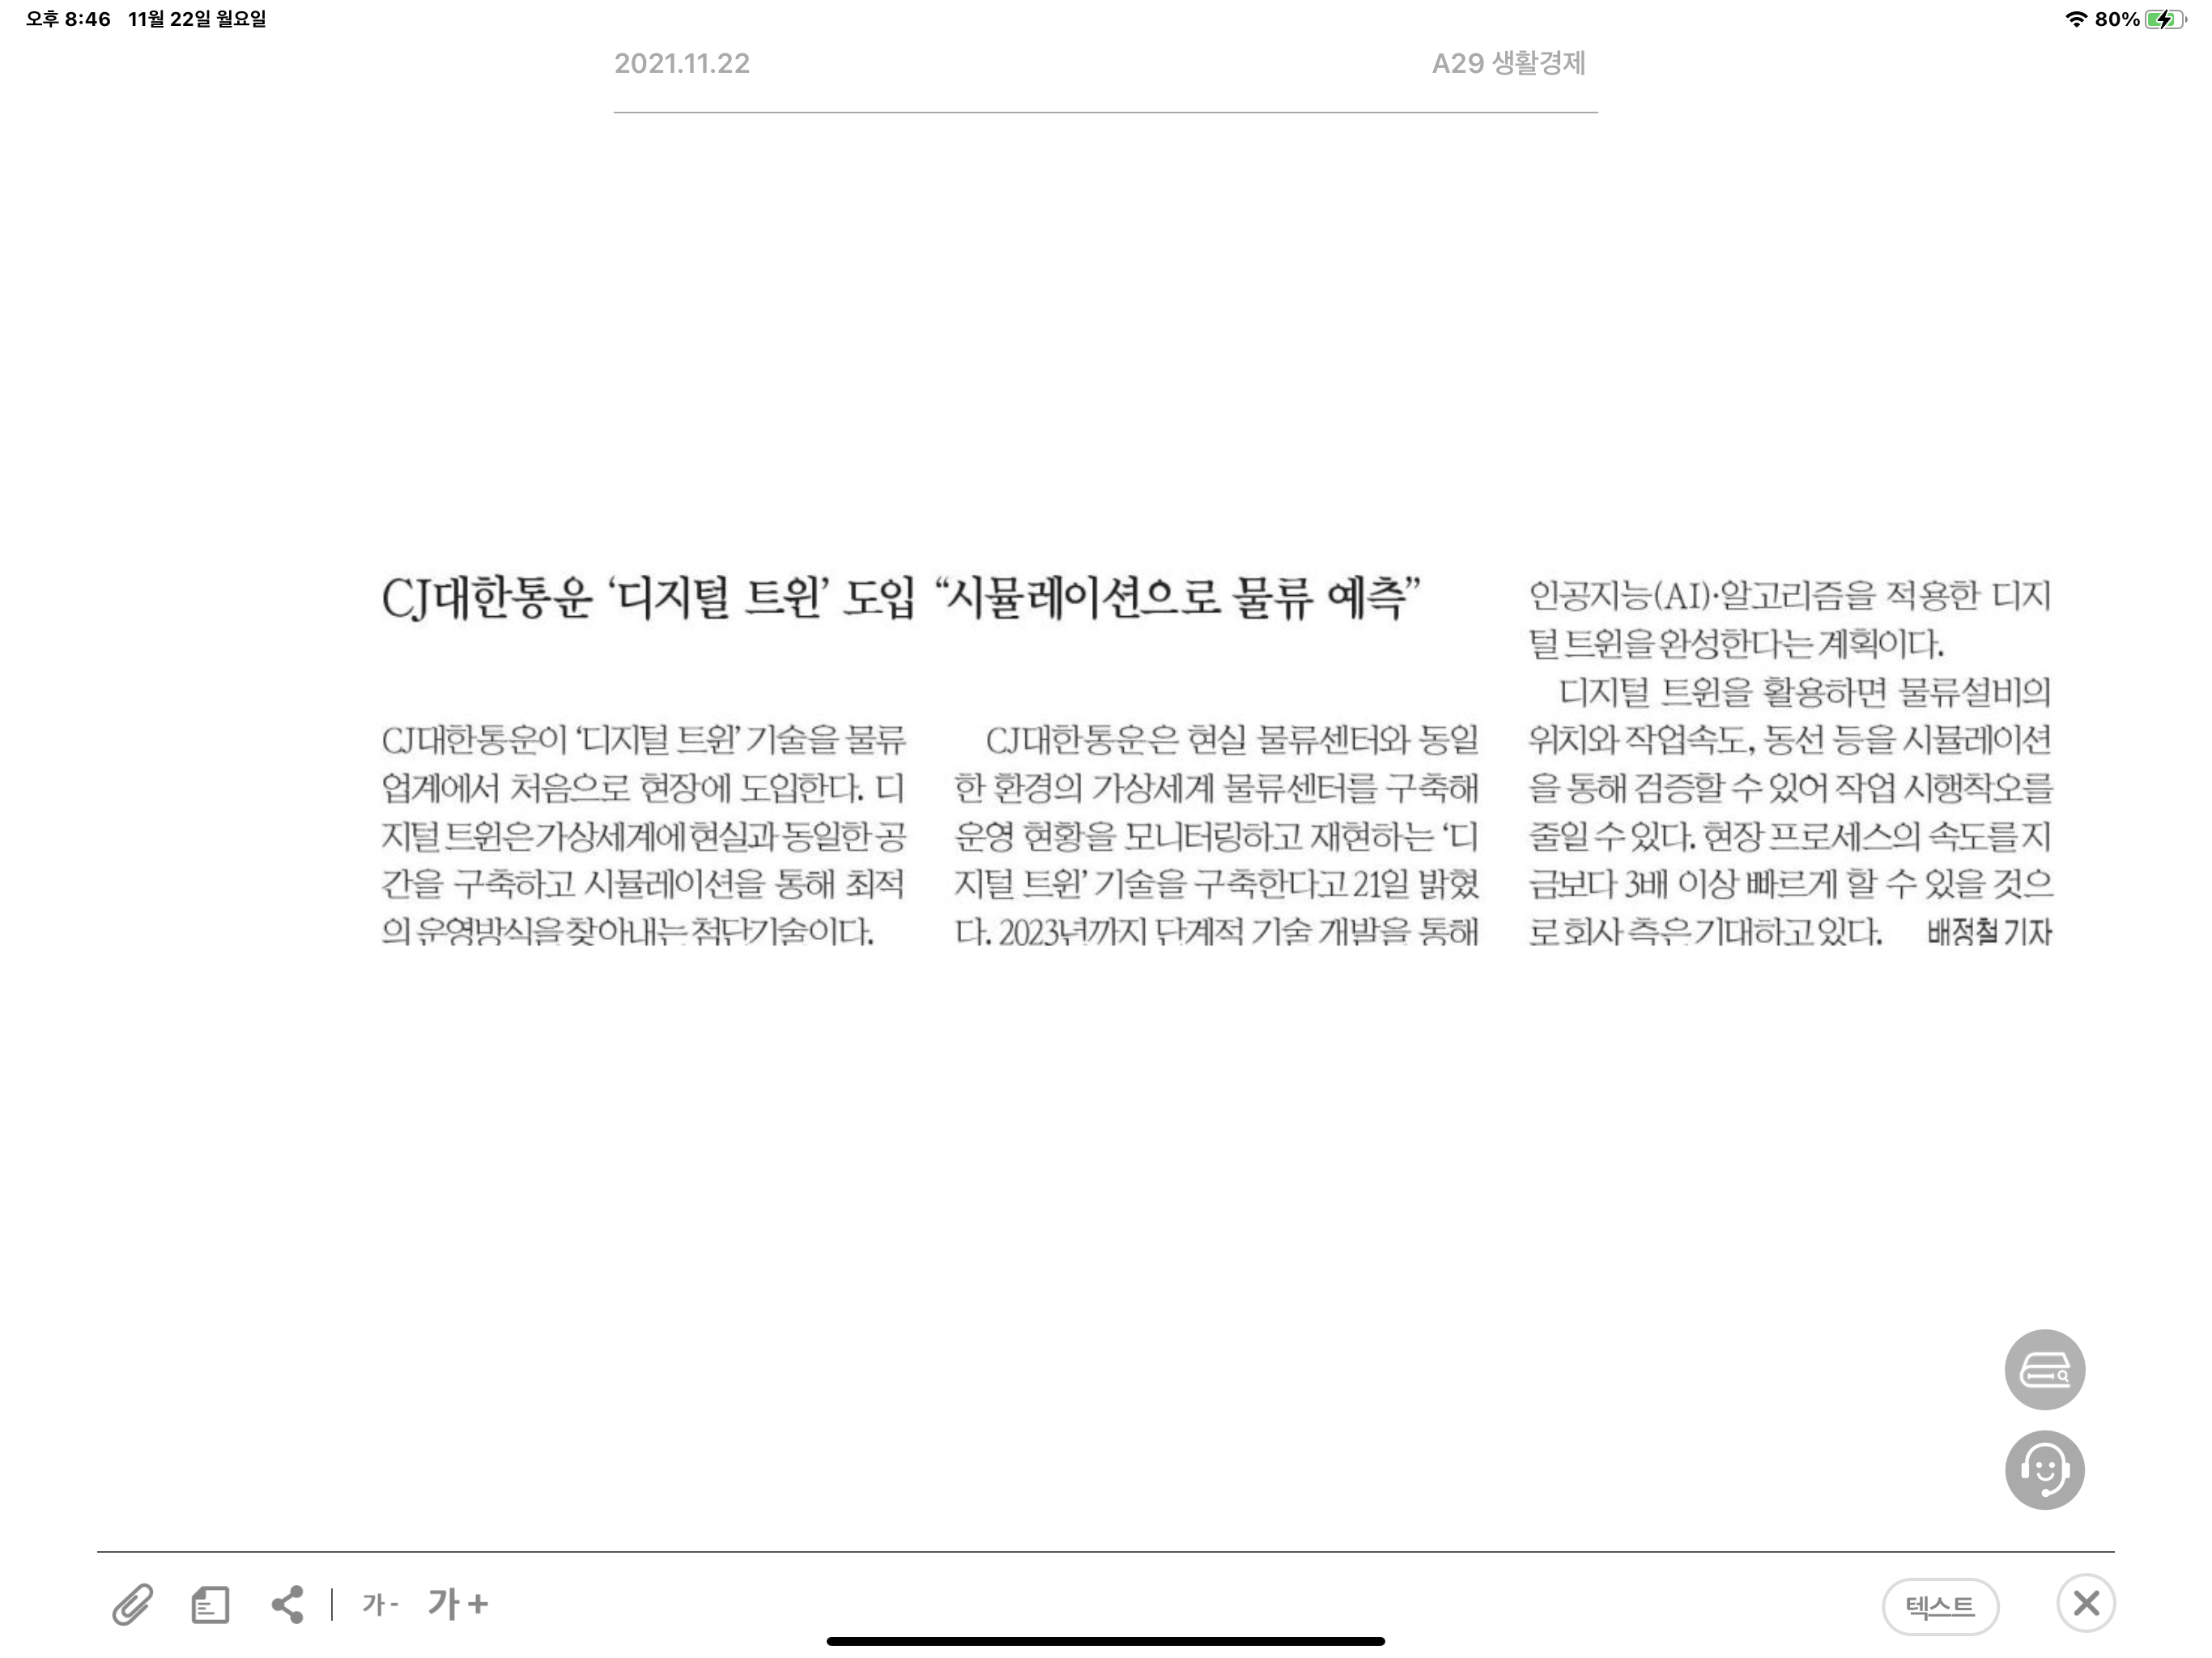 오후 8:46 11월 22일 월요일
80%
2021.11.22
A29 생활경제
CJ대한통운 ‘디지털 트윈’ 도입 “시뮬레이션으로 물류 예측”
CJ대한통운이 ‘디지털 트윈’ 기술을 물류
업계에서 처음으로 현장에 도입한다. 디
지털 트윈은 가상세계에 현실과 동일한 공
간을 구축하고 시뮬레이션을 통해 최적
의 운영방식을 찾아내는 첨단기술이다.
CJ대한통운은 현실 물류센터와 동일
한 환경의 가상세계 물류센터를 구축해
운영 현황을 모니터링하고 재현하는 ‘디
지털 트윈’ 기술을 구축한다고 21일 밝혔
다. 2023년까지 단계적 기술 개발을 통해
인공지능(AI)·알고리즘을 적용한 디지
털 트윈을 완성한다는 계획이다.
디지털 트윈을 활용하면 물류설비의
위치와 작업속도, 동선 등을 시뮬레이션
을 통해 검증할 수 있어 작업 시행착오를
줄일 수 있다. 현장 프로세스의 속도를 지
금보다 3배 이상 빠르게 할 수 있을 것으
로 회사 측은 기대하고 있다. 배정철 기자
가- 가+
텍스트